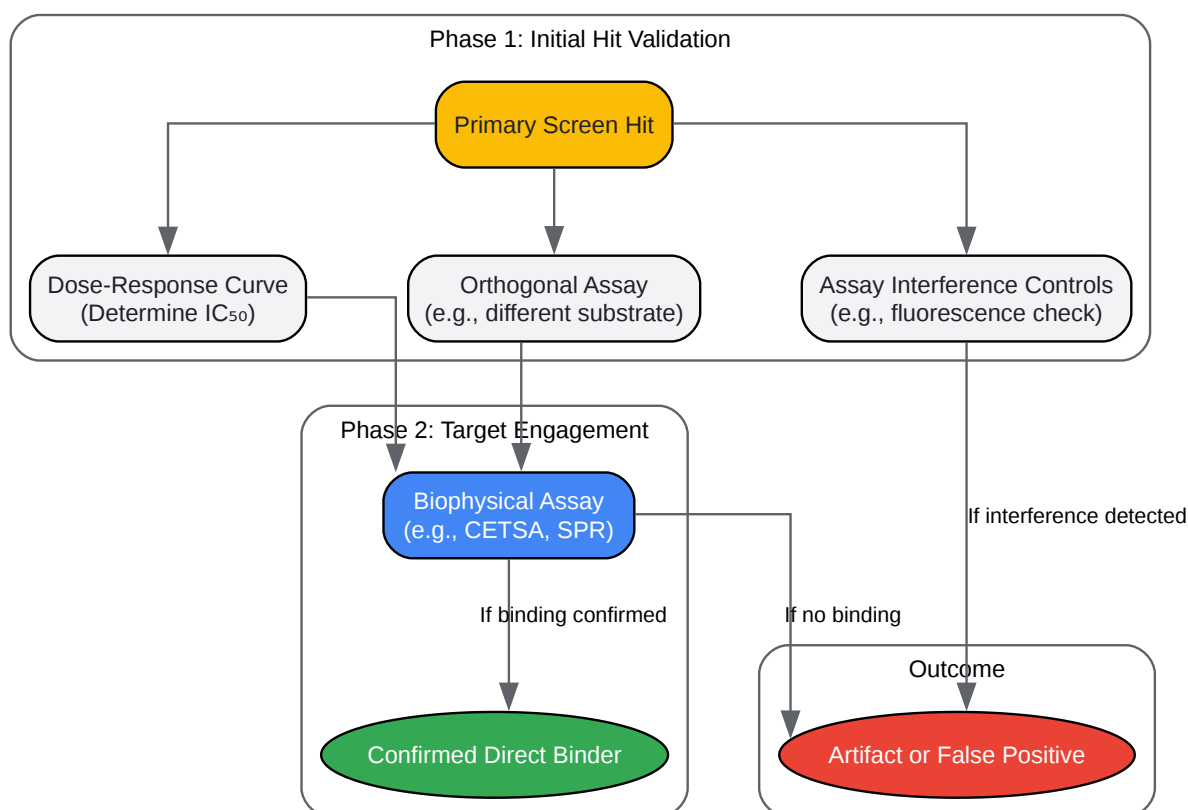 Phase 1: Initial Hit Validation
Primary Screen Hit
Dose-Response Curve
(Determine IC₅₀)
Orthogonal Assay
(e.g., different substrate)
Assay Interference Controls
(e.g., fluorescence check)
Phase 2: Target Engagement
Biophysical Assay
(e.g., CETSA, SPR)
If interference detected
If binding confirmed
If no binding
Outcome
Confirmed Direct Binder
Artifact or False Positive